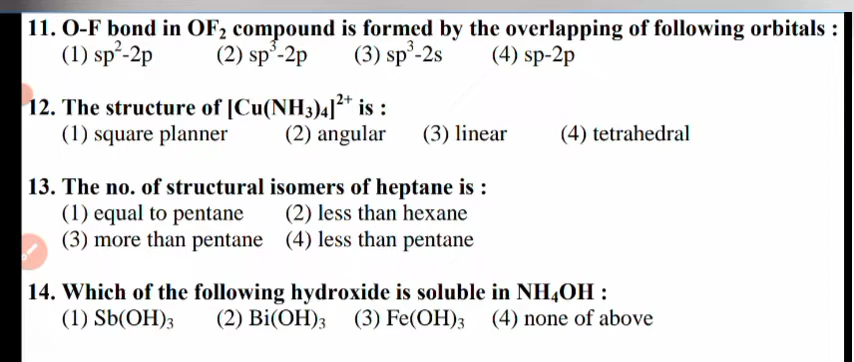 11. O-F bond in OF₂ compound is formed by the overlapping of following orbitals :
(1) sp²-2p (2) sp³-2p (3) sp³-2s (4) sp-2p
12. The structure of [Cu(NH₃)₄]²⁺ is :
(1) square planner (2) angular (3) linear (4) tetrahedral
13. The no. of structural isomers of heptane is :
(1) equal to pentane (2) less than hexane
(3) more than pentane (4) less than pentane
14. Which of the following hydroxide is soluble in NH₄OH :
(1) Sb(OH)₃ (2) Bi(OH)₃ (3) Fe(OH)₃ (4) none of above